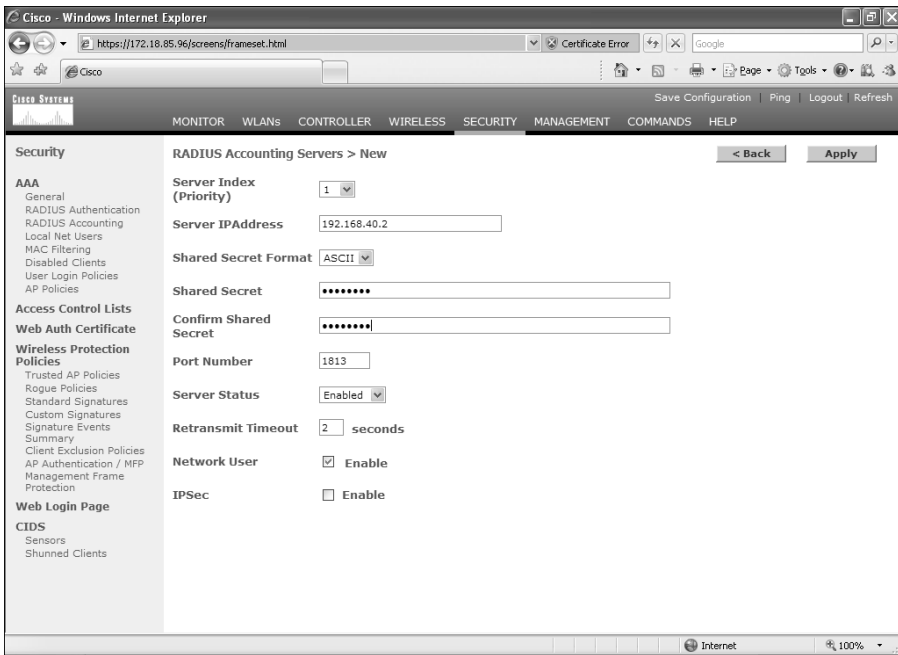 Cisco - Windows Internet Explorer
https://172.18.85.96/screens/frameset.html
Certificate Error
Google
Cisco
Page
Tools
CISCO SYSTEMS
Save Configuration | Ping | Logout | Refresh
MONITOR WLANs CONTROLLER WIRELESS SECURITY MANAGEMENT COMMANDS HELP
Security
AAA
General
RADIUS Authentication
RADIUS Accounting
Local Net Users
MAC Filtering
Disabled Clients
User Login Policies
AP Policies
Access Control Lists
Web Auth Certificate
Wireless Protection
Policies
Trusted AP Policies
Rogue Policies
Standard Signatures
Custom Signatures
Signature Events
Summary
Client Exclusion Policies
AP Authentication / MFP
Management Frame
Protection
Web Login Page
CIDS
Sensors
Shunned Clients
RADIUS Accounting Servers > New
< Back
Apply
Server Index
(Priority)
1
Server IPAddress
192.168.40.2
Shared Secret Format
ASCII
Shared Secret
••••••••
Confirm Shared
Secret
••••••••
Port Number
1813
Server Status
Enabled
Retransmit Timeout
2 seconds
Network User
Enable
IPSec
Enable
Internet
100%